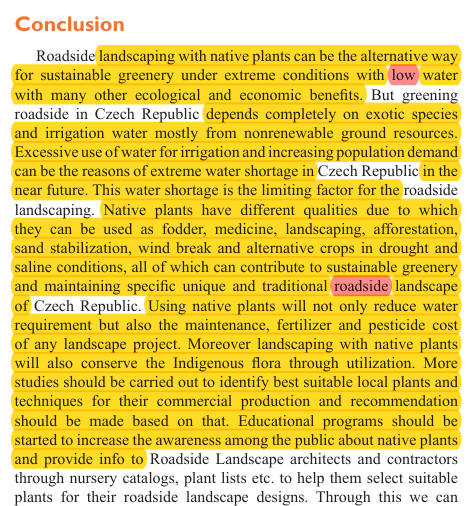 Conclusion
Roadside landscaping with native plants can be the alternative way
for sustainable greenery under extreme conditions with low water
with many other ecological and economic benefits. But greening
roadside in Czech Republic depends completely on exotic species
and irrigation water mostly from nonrenewable ground resources.
Excessive use of water for irrigation and increasing population demand
can be the reasons of extreme water shortage in Czech Republic in the
near future. This water shortage is the limiting factor for the roadside
landscaping. Native plants have different qualities due to which
they can be used as fodder, medicine, landscaping, afforestation,
sand stabilization, wind break and alternative crops in drought and
saline conditions, all of which can contribute to sustainable greenery
and maintaining specific unique and traditional roadside landscape
of Czech Republic. Using native plants will not only reduce water
requirement but also the maintenance, fertilizer and pesticide cost
of any landscape project. Moreover landscaping with native plants
will also conserve the Indigenous flora through utilization. More
studies should be carried out to identify best suitable local plants and
techniques for their commercial production and recommendation
should be made based on that. Educational programs should be
started to increase the awareness among the public about native plants
and provide info to Roadside Landscape architects and contractors
through nursery catalogs, plant lists etc. to help them select suitable
plants for their roadside landscape designs. Through this we can